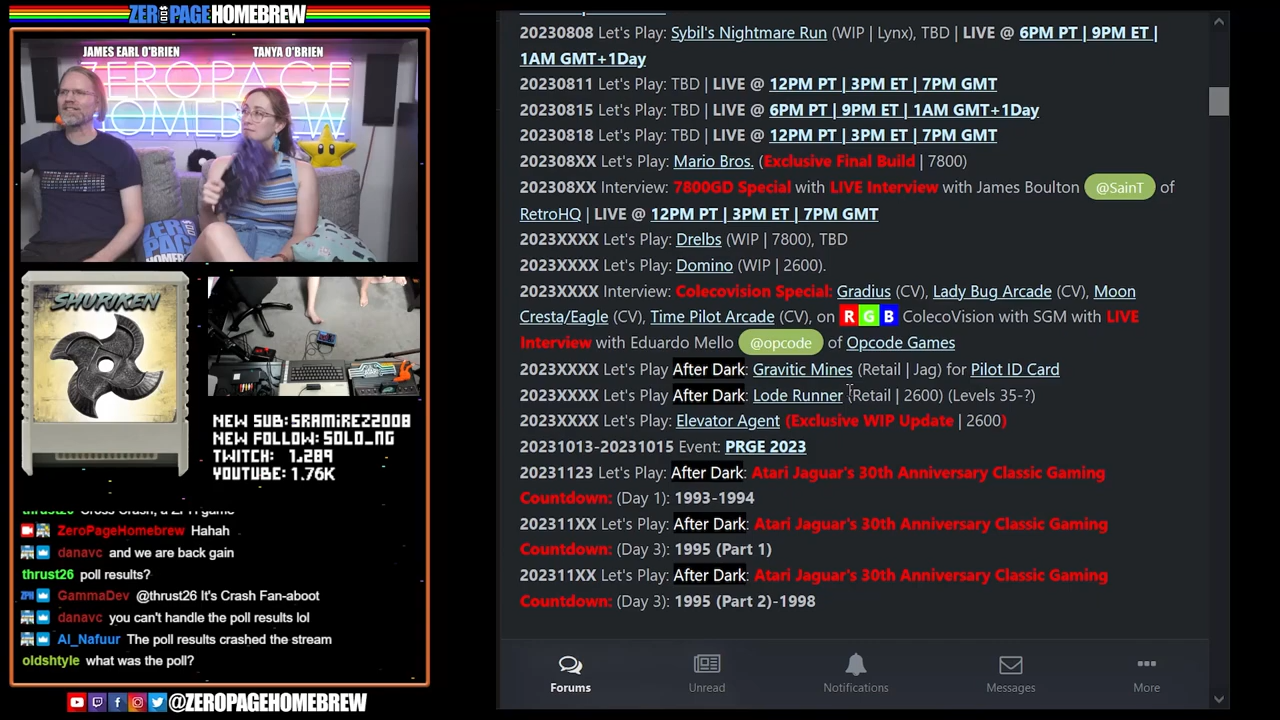 ZEROPAGEHOMEBREW
JAMES EARL O'BRIEN
TANYA O'BRIEN
ZEROPAGE
HOMEBREW
SHURIKEN
NEW SUB: SRAMIREZ2008
NEW FOLLOW: SOLO_NG
TWITCH: 1,289
YOUTUBE: 1.76K
ZeroPageHomebrew Hahah
danavc and we are back gain
thrust26 poll results?
GammaDev @thrust26 It's Crash Fan-aboot
danavc you can't handle the poll results lol
Al_Nafuur The poll results crashed the stream
oldshtyle what was the poll?
@ZEROPAGEHOMEBREW
20230808 Let's Play: Sybil's Nightmare Run (WIP | Lynx), TBD | LIVE @ 6PM PT | 9PM ET |
1AM GMT+1Day
20230811 Let's Play: TBD | LIVE @ 12PM PT | 3PM ET | 7PM GMT
20230815 Let's Play: TBD | LIVE @ 6PM PT | 9PM ET | 1AM GMT+1Day
20230818 Let's Play: TBD | LIVE @ 12PM PT | 3PM ET | 7PM GMT
202308XX Let's Play: Mario Bros. (Exclusive Final Build | 7800)
202308XX Interview: 7800GD Special with LIVE Interview with James Boulton @SainT of
RetroHQ | LIVE @ 12PM PT | 3PM ET | 7PM GMT
2023XXXX Let's Play: Drelbs (WIP | 7800), TBD
2023XXXX Let's Play: Domino (WIP | 2600).
2023XXXX Interview: Colecovision Special: Gradius (CV), Lady Bug Arcade (CV), Moon
Cresta/Eagle (CV), Time Pilot Arcade (CV), on R G B ColecoVision with SGM with LIVE
Interview with Eduardo Mello @opcode of Opcode Games
2023XXXX Let's Play After Dark: Gravitic Mines (Retail | Jag) for Pilot ID Card
2023XXXX Let's Play After Dark: Lode Runner (Retail | 2600) (Levels 35-?)
2023XXXX Let's Play: Elevator Agent (Exclusive WIP Update | 2600)
20231013-20231015 Event: PRGE 2023
20231123 Let's Play: After Dark: Atari Jaguar's 30th Anniversary Classic Gaming
Countdown: (Day 1): 1993-1994
202311XX Let's Play: After Dark: Atari Jaguar's 30th Anniversary Classic Gaming
Countdown: (Day 3): 1995 (Part 1)
202311XX Let's Play: After Dark: Atari Jaguar's 30th Anniversary Classic Gaming
Countdown: (Day 3): 1995 (Part 2)-1998
Forums
Unread
Notifications
Messages
More